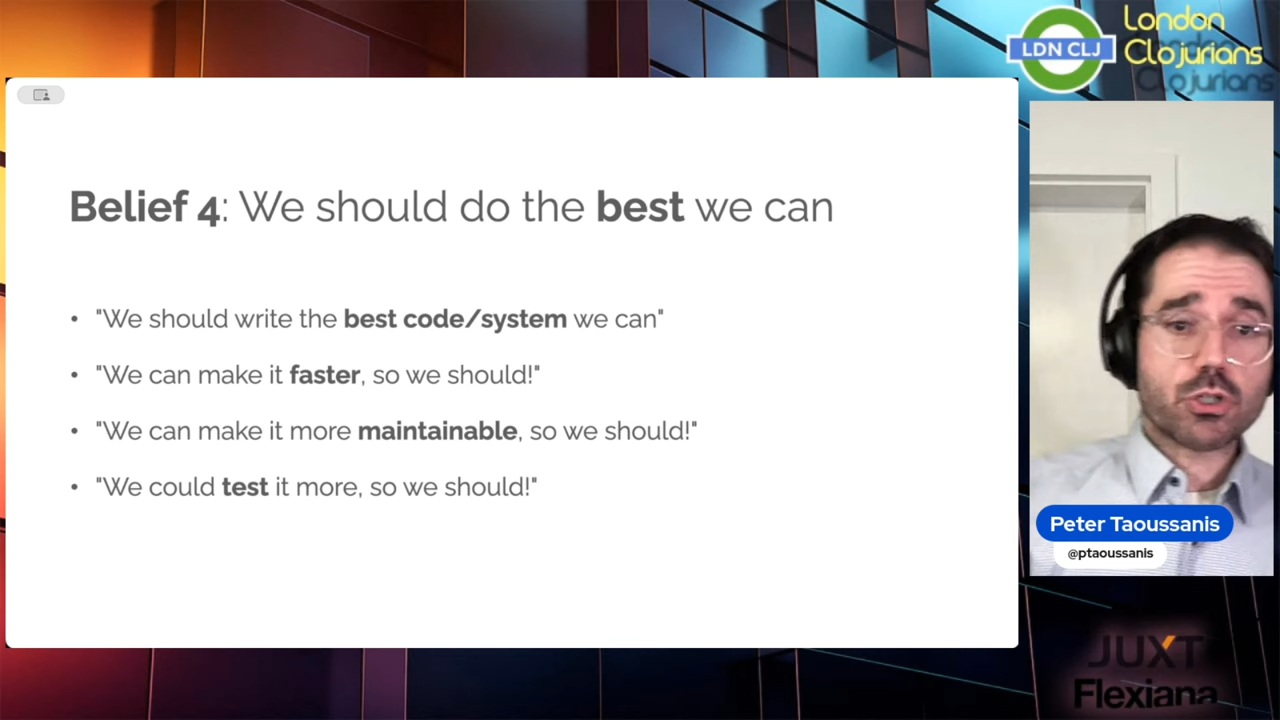 LDN CLJ
London
Clojurians
Belief 4: We should do the best we can
• "We should write the best code/system we can"
• "We can make it faster, so we should!"
• "We can make it more maintainable, so we should!"
• "We could test it more, so we should!"
Peter Taoussanis
@ptaoussanis
JUXT
Flexiana